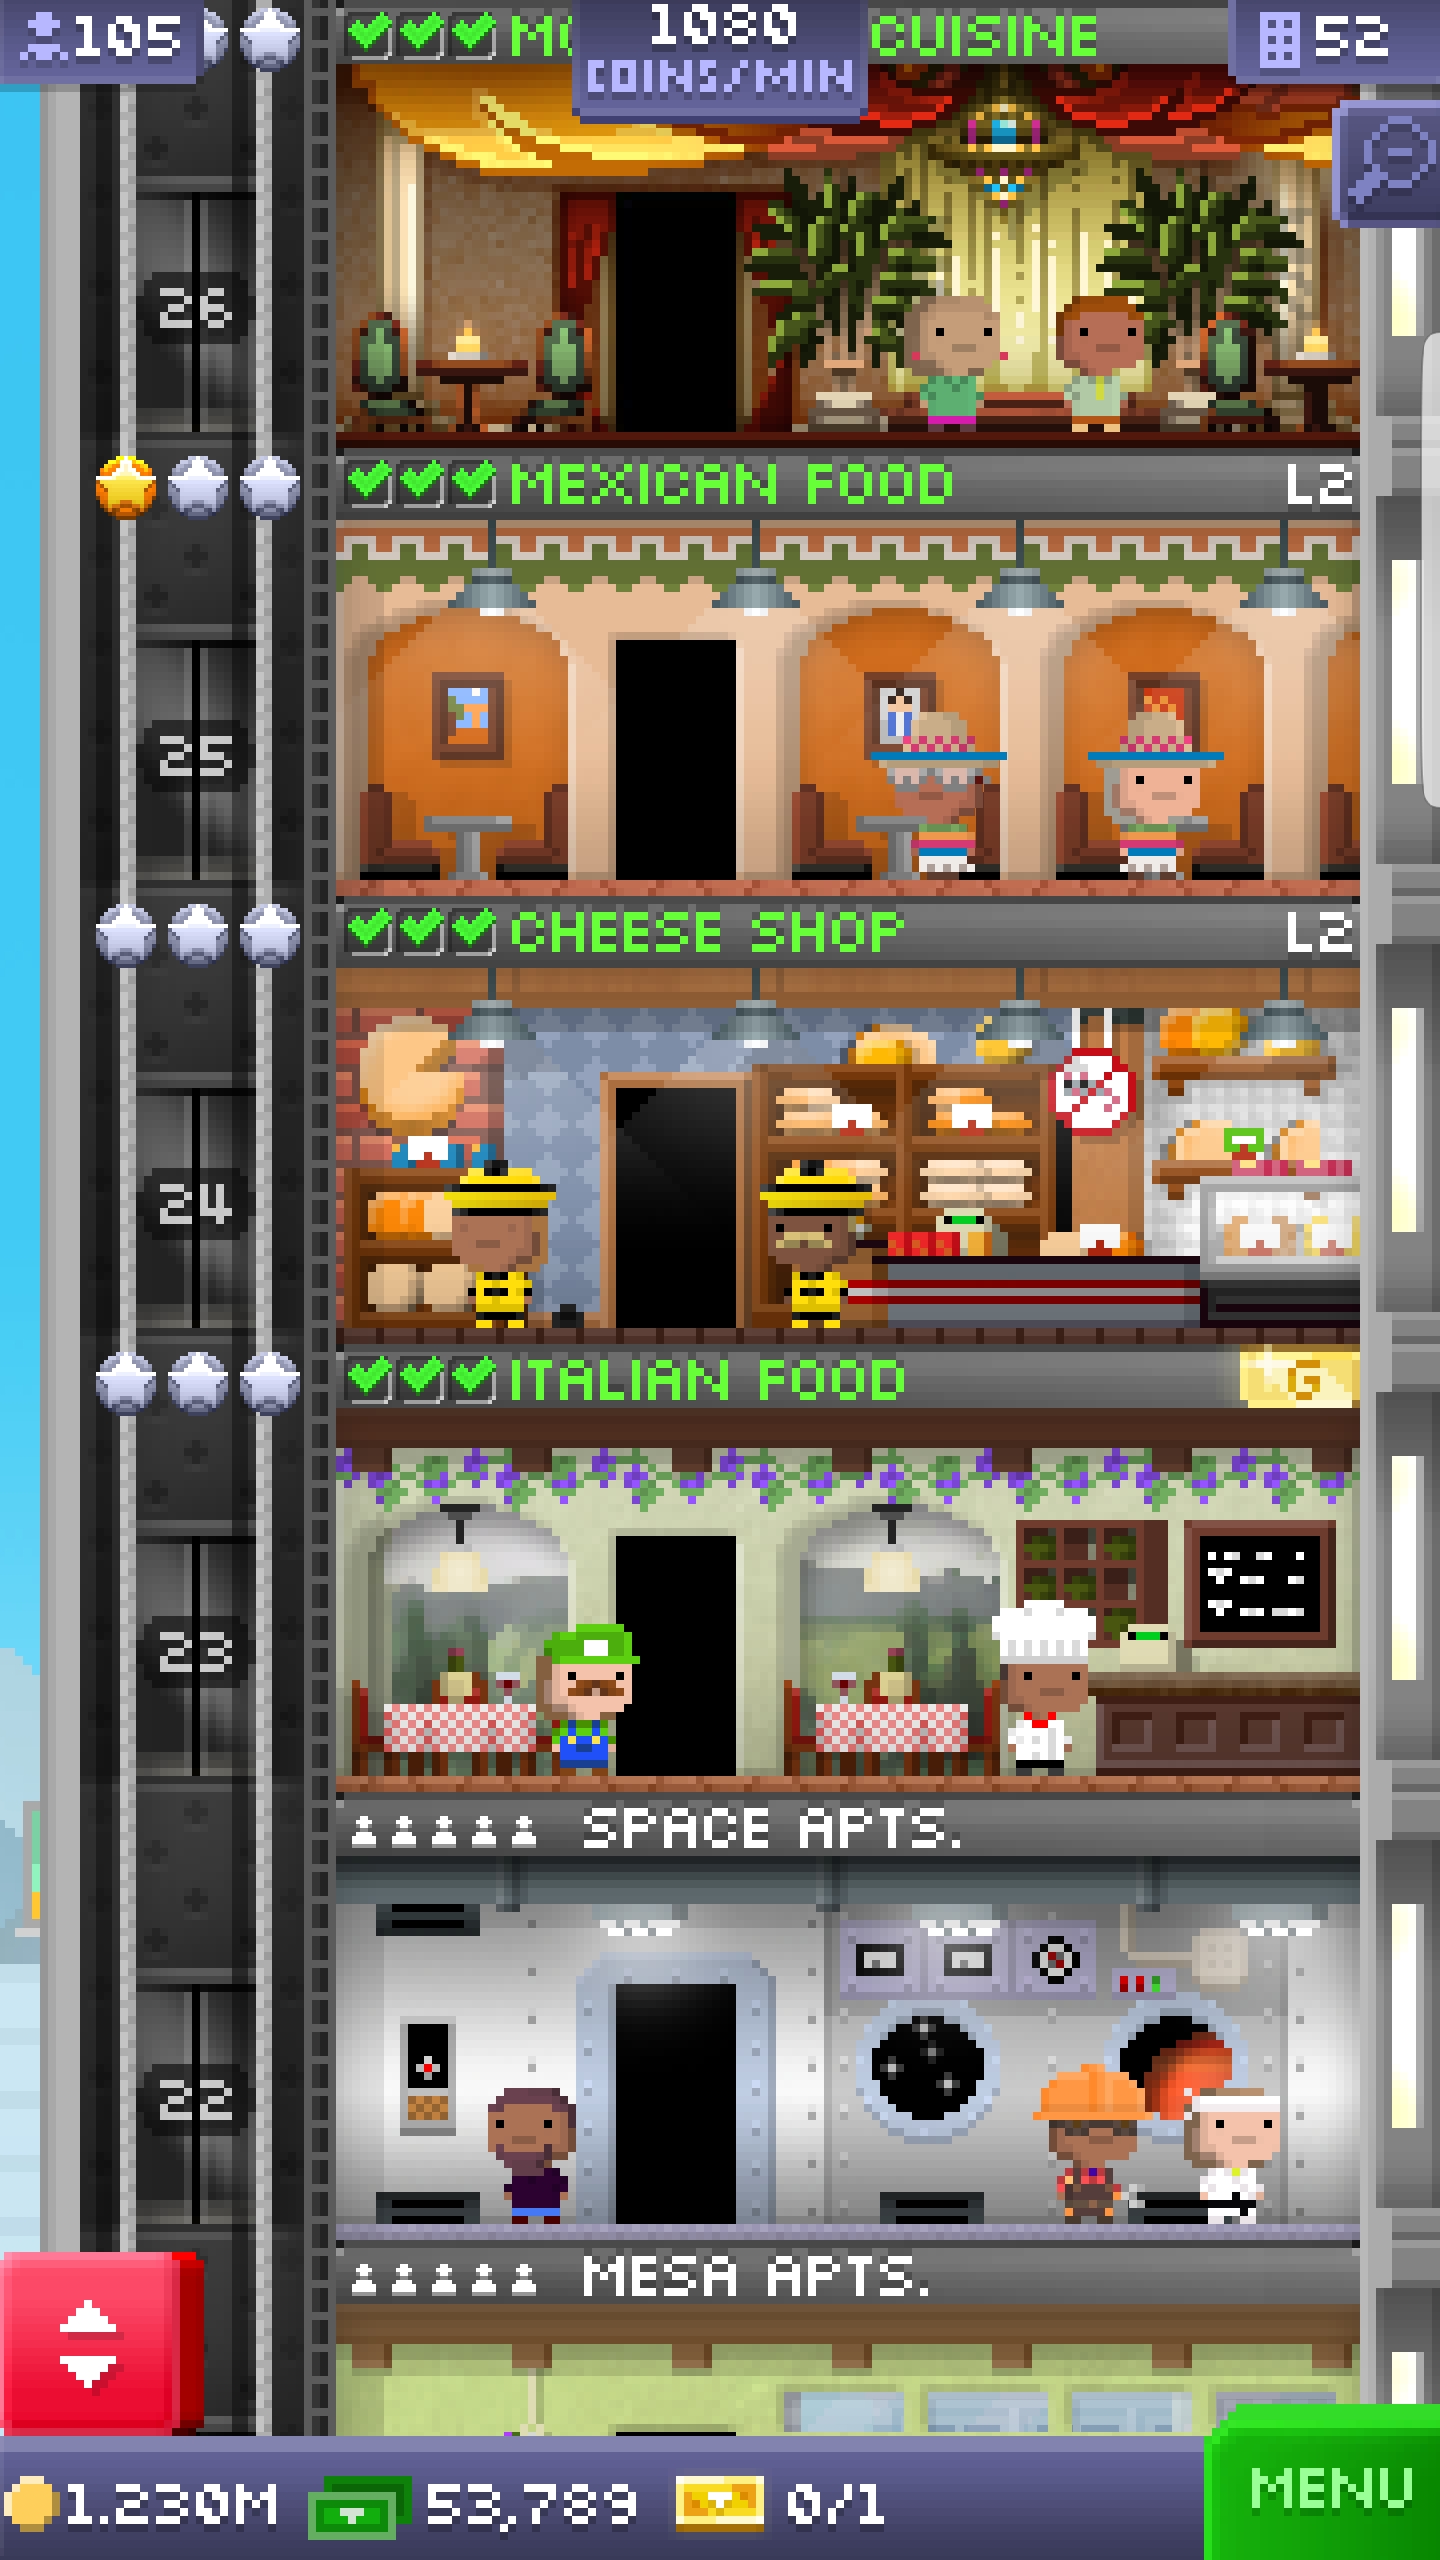 105
1080
COINS/MIN
52
CUISINE
26
MEXICAN FOOD L2
25
CHEESE SHOP L2
24
ITALIAN FOOD G
23
SPACE APTS.
22
MESA APTS.
1.230M 53,789 0/1
MENU